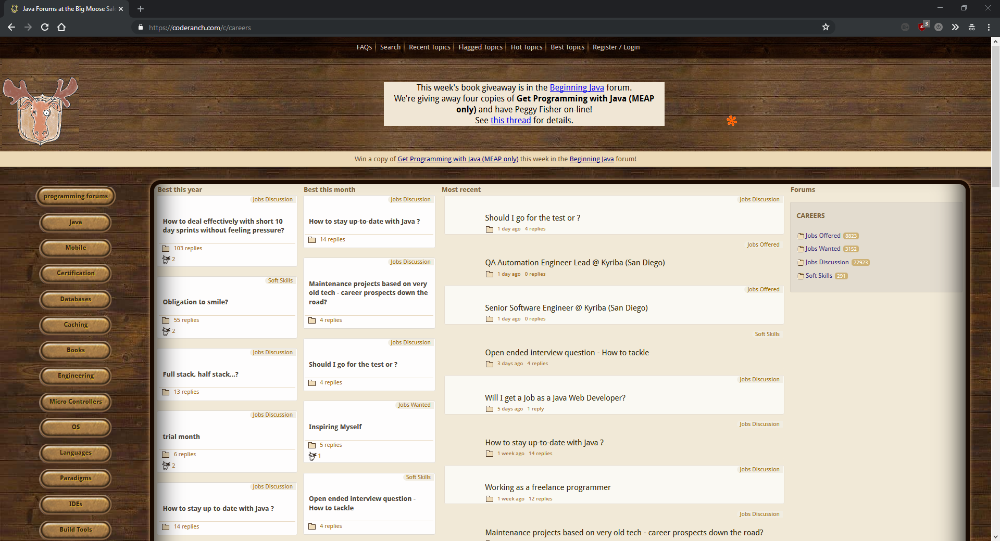 Java Forums at the Big Moose Sal
https://coderanch.com/c/careers
3
FAQs
Search
Recent Topics
Flagged Topics
Hot Topics
Best Topics
Register / Login
This week's book giveaway is in the Beginning Java forum.
We're giving away four copies of Get Programming with Java (MEAP
only) and have Peggy Fisher on-line!
See this thread for details.
Win a copy of Get Programming with Java (MEAP only) this week in the Beginning Java forum!
programming forums
Java
Mobile
Certification
Databases
Caching
Books
Engineering
Micro Controllers
OS
Languages
Paradigms
IDEs
Build Tools
Best this year
Jobs Discussion
How to deal effectively with short 10
day sprints without feeling pressure?
103 replies
2
Soft Skills
Obligation to smile?
55 replies
2
Jobs Discussion
Full stack, half stack...?
13 replies
Jobs Discussion
trial month
6 replies
2
Jobs Discussion
How to stay up-to-date with Java ?
14 replies
Best this month
Jobs Discussion
How to stay up-to-date with Java ?
14 replies
Jobs Discussion
Maintenance projects based on very
old tech - career prospects down the
road?
4 replies
Jobs Discussion
Should I go for the test or ?
4 replies
Jobs Wanted
Inspiring Myself
5 replies
1
Soft Skills
Open ended interview question -
How to tackle
4 replies
Most recent
Jobs Discussion
Should I go for the test or ?
1 day ago 4 replies
Jobs Offered
QA Automation Engineer Lead @ Kyriba (San Diego)
1 day ago 0 replies
Jobs Offered
Senior Software Engineer @ Kyriba (San Diego)
1 day ago 0 replies
Soft Skills
Open ended interview question - How to tackle
3 days ago 4 replies
Jobs Discussion
Will I get a Job as a Java Web Developer?
5 days ago 1 reply
Jobs Discussion
How to stay up-to-date with Java ?
1 week ago 14 replies
Jobs Discussion
Working as a freelance programmer
1 week ago 12 replies
Jobs Discussion
Maintenance projects based on very old tech - career prospects down the road?
Forums
CAREERS
Jobs Offered 8823
Jobs Wanted 3152
Jobs Discussion 72923
Soft Skills 291